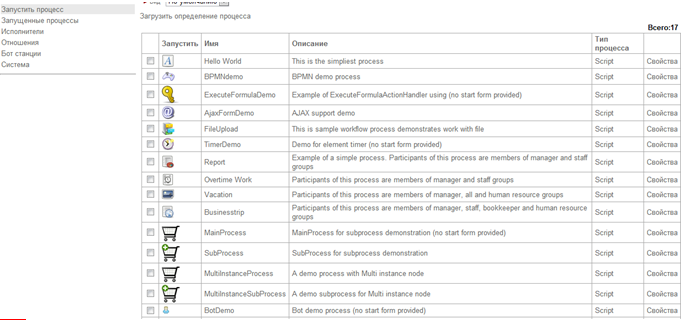 Запустить процесс
Запущенные процессы
Исполнители
Отношения
Бот станции
Система
Загрузить определение процесса
Всего:17
Запустить Имя Описание Тип процесса
Hello World This is the simpliest process Script Свойства
BPMNdemo BPMN demo process Script Свойства
ExecuteFormulaDemo Example of ExecuteFormulaActionHandler using (no start form provided) Script Свойства
AjaxFormDemo AJAX support demo Script Свойства
FileUpload This is sample workflow process demonstrates work with file Script Свойства
TimerDemo Demo for element timer (no start form provided) Script Свойства
Report Example of a simple process. Participants of this process are members of manager and staff groups Script Свойства
Overtime Work Participants of this process are members of manager and staff groups Script Свойства
Vacation Participants of this process are members of manager, all and human resource groups Script Свойства
Businesstrip Participants of this process are members of manager, staff, bookkeeper and human resource groups Script Свойства
MainProcess MainProcess for subprocess demonstration (no start form provided) Script Свойства
SubProcess SubProcess for subprocess demonstration Script Свойства
MultiInstanceProcess A demo process with Multi instance node Script Свойства
MultiInstanceSubProcess A demo subprocess for Multi instance node Script Свойства
BotDemo Bot demo process (no start form provided) Script Свойства